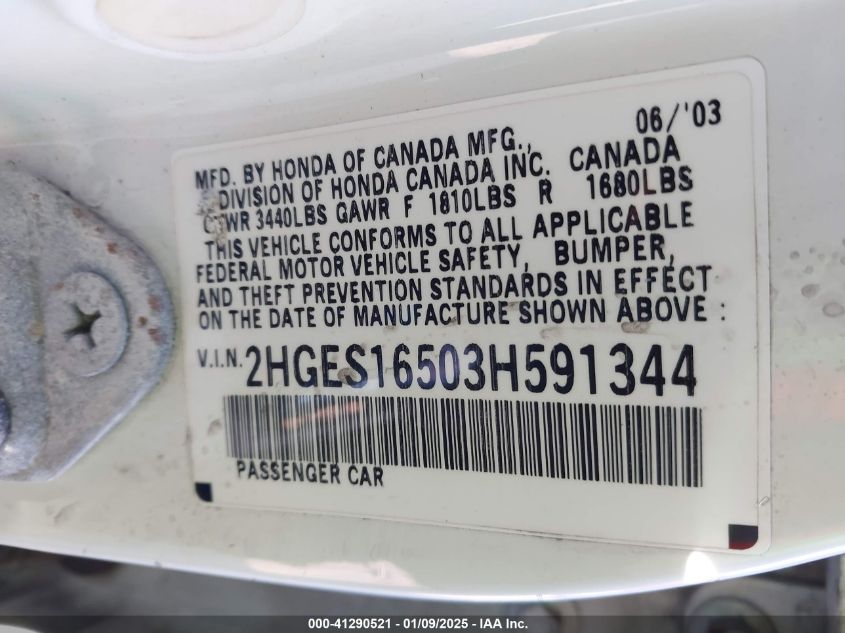 06/'03
MFD. BY HONDA OF CANADA MFG.,
DIVISION OF HONDA CANADA INC. CANADA
GVWR 3440LBS GAWR F 1810LBS R 1680LBS
THIS VEHICLE CONFORMS TO ALL APPLICABLE
FEDERAL MOTOR VEHICLE SAFETY, BUMPER,
AND THEFT PREVENTION STANDARDS IN EFFECT
ON THE DATE OF MANUFACTURE SHOWN ABOVE :
V.I.N. 2HGES16503H591344
PASSENGER CAR
000-41290521 | 01/09/2025 - IAA Inc.